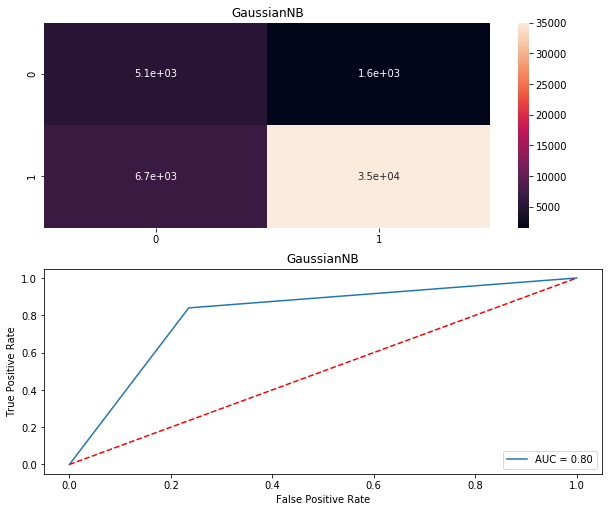 GaussianNB
0
5.1e+03
1.6e+03
1
6.7e+03
3.5e+04
0
1
35000
30000
25000
20000
15000
10000
5000
GaussianNB
True Positive Rate
1.0
0.8
0.6
0.4
0.2
0.0
AUC = 0.80
0.0
0.2
0.4
0.6
0.8
1.0
False Positive Rate